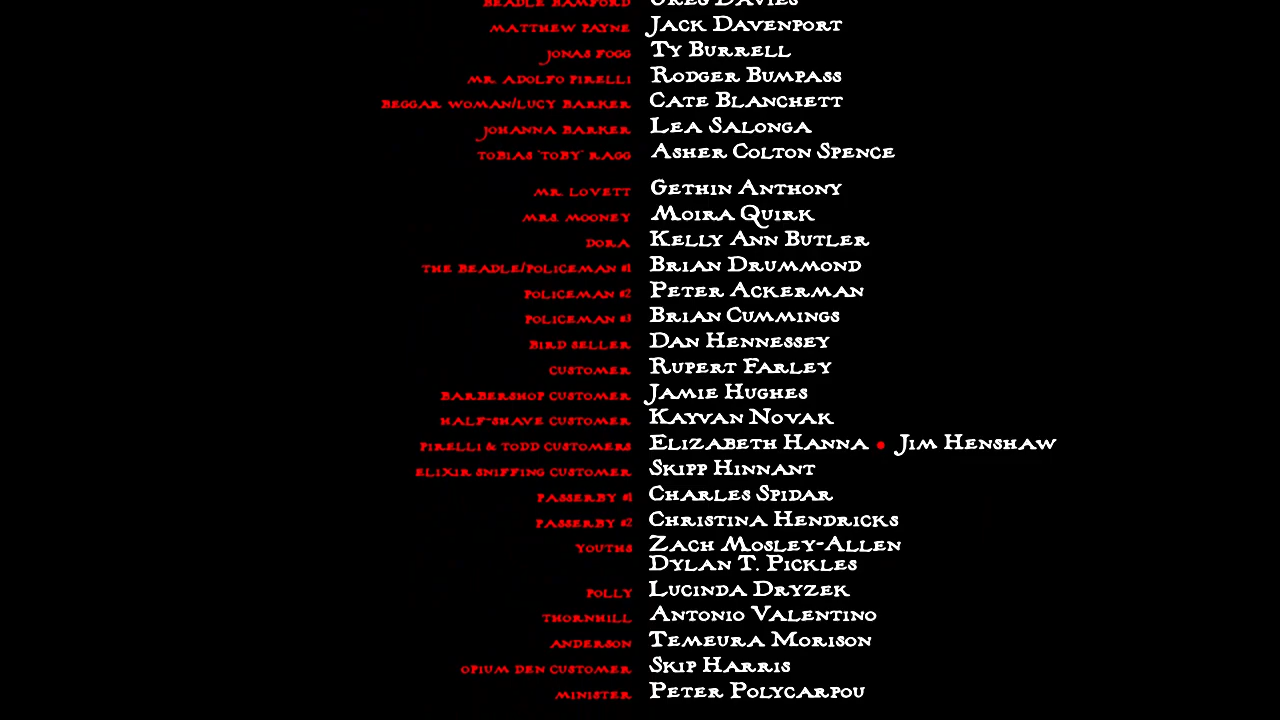 BEADLE BAMFORD GREG DAVIES
MATTHEW PAYNE JACK DAVENPORT
JONAS FOGG TY BURRELL
MR. ADOLFO PIRELLI RODGER BUMPASS
BEGGAR WOMAN/LUCY BARKER CATE BLANCHETT
JOHANNA BARKER LEA SALONGA
TOBIAS "TOBY" RAGG ASHER COLTON SPENCE
MR. LOVETT GETHIN ANTHONY
MRS. MOONEY MOIRA QUIRK
DORA KELLY ANN BUTLER
THE BEADLE/POLICEMAN #1 BRIAN DRUMMOND
POLICEMAN #2 PETER ACKERMAN
POLICEMAN #3 BRIAN CUMMINGS
BIRD SELLER DAN HENNESSEY
CUSTOMER RUPERT FARLEY
BARBERSHOP CUSTOMER JAMIE HUGHES
HALF-SHAVE CUSTOMER KAYVAN NOVAK
PIRELLI & TODD CUSTOMERS ELIZABETH HANNA • JIM HENSHAW
ELIXIR SNIFFING CUSTOMER SKIPP HINNANT
PASSERBY #1 CHARLES SPIDAR
PASSERBY #2 CHRISTINA HENDRICKS
YOUTHS ZACH MOSLEY-ALLEN
DYLAN T. PICKLES
POLLY LUCINDA DRYZEK
THORNHILL ANTONIO VALENTINO
ANDERSON TEMEURA MORISON
OPIUM DEN CUSTOMER SKIP HARRIS
MINISTER PETER POLYCARPOU